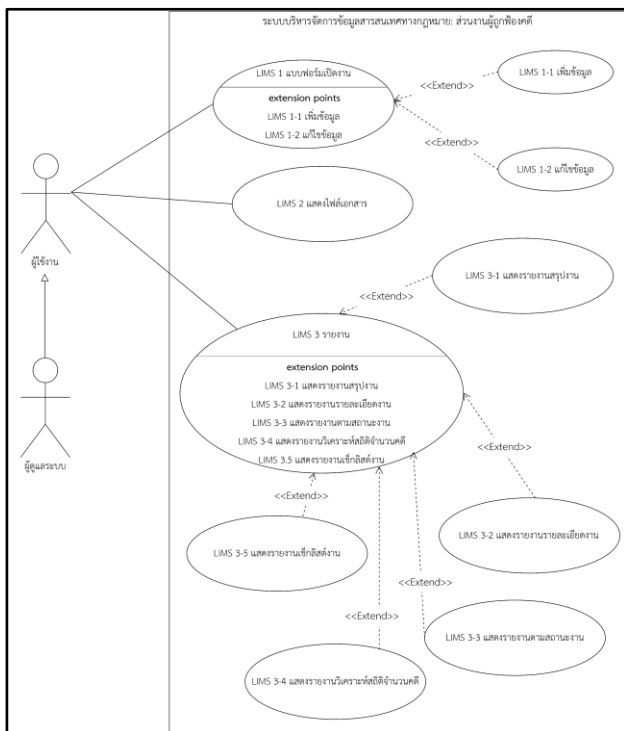 ระบบบริหารจัดการข้อมูลสารสนเทศทางกฎหมาย: ส่วนงานผู้ถูกฟ้องคดี
LIMS 1 แบบฟอร์มเปิดงาน
extension points
LIMS 1-1 เพิ่มข้อมูล
LIMS 1-2 แก้ไขข้อมูล
<<Extend>>
LIMS 1-1 เพิ่มข้อมูล
<<Extend>>
LIMS 1-2 แก้ไขข้อมูล
LIMS 2 แสดงไฟล์เอกสาร
ผู้ใช้งาน
LIMS 3-1 แสดงรายงานสรุปงาน
<<Extend>>
LIMS 3 รายงาน
extension points
LIMS 3-1 แสดงรายงานสรุปงาน
LIMS 3-2 แสดงรายงานรายละเอียดงาน
LIMS 3-3 แสดงรายงานตามสถานะงาน
LIMS 3-4 แสดงรายงานวิเคราะห์สถิติจำนวนคดี
LIMS 3.5 แสดงรายงานเช็กลิสต์งาน
ผู้ดูแลระบบ
<<Extend>>
<<Extend>>
LIMS 3-2 แสดงรายงานรายละเอียดงาน
LIMS 3-5 แสดงรายงานเช็กลิสต์งาน
<<Extend>>
<<Extend>>
LIMS 3-3 แสดงรายงานตามสถานะงาน
LIMS 3-4 แสดงรายงานวิเคราะห์สถิติจำนวนคดี